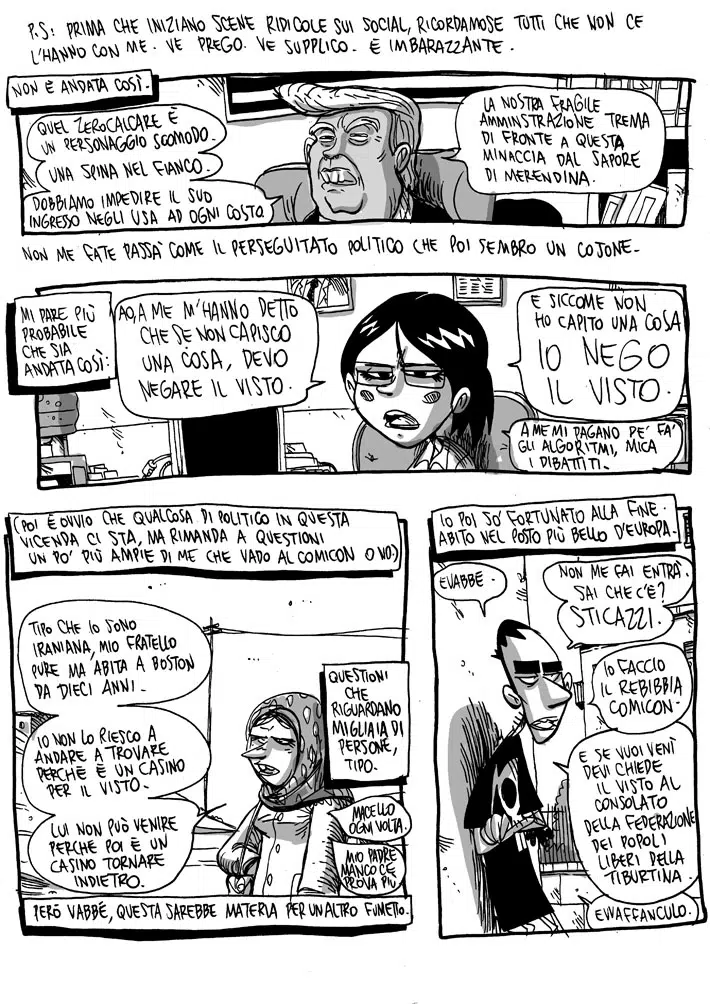 P.S: PRIMA CHE INIZIANO SCENE RIDICOLE SUI SOCIAL, RICORDAMOSE TUTTI CHE NON CE
L'HANNO CON ME. VE PREGO. VE SUPPLICO. È IMBARAZZANTE.
NON È ANDATA COSÌ.
QUEL ZEROCALCARE È
UN PERSONAGGIO SCOMODO.
UNA SPINA NEL FIANCO.
DOBBIAMO IMPEDIRE IL SUO
INGRESSO NEGLI USA AD OGNI COSTO.
LA NOSTRA FRAGILE
AMMINISTRAZIONE TREMA
DI FRONTE A QUESTA
MINACCIA DAL SAPORE
DI MERENDINA.
NON ME FATE PASSÀ COME IL PERSEGUITATO POLITICO CHE POI SEMBRO UN COJONE.
MI PARE PIÙ
PROBABILE
CHE SIA
ANDATA COSÌ:
AO, A ME M'HANNO DETTO
CHE SE NON CAPISCO
UNA COSA, DEVO
NEGARE IL VISTO.
E SICCOME NON
HO CAPITO UNA COSA
IO NEGO
IL VISTO.
A ME MI PAGANO PE' FA'
GLI ALGORITMI, MICA
I DIBATTITI.
(POI È OVVIO CHE QUALCOSA DI POLITICO IN QUESTA
VICENDA CI STA, MA RIMANDA A QUESTIONI
UN PO' PIÙ AMPIE DI ME CHE VADO AL COMICON O NO.)
TIPO CHE IO SONO
IRANIANA, MIO FRATELLO
PURE MA ABITA A BOSTON
DA DIECI ANNI.
IO NON LO RIESCO A
ANDARE A TROVARE
PERCHÈ È UN CASINO
PER IL VISTO.
LUI NON PUÒ VENIRE
PERCHE POI È UN
CASINO TORNARE
INDIETRO.
QUESTIONI
CHE
RIGUARDANO
MIGLIAIA DI
PERSONE,
TIPO.
MACELLO
OGNI VOLTA.
MIO PADRE
MANCO CE
PROVA PIÙ.
PERÒ VABBÈ, QUESTA SAREBBE MATERIA PER UN ALTRO FUMETTO.
IO POI SO' FORTUNATO ALLA FINE.
ABITO NEL POSTO PIÙ BELLO D'EUROPA.
EVABBÈ.
NON ME FAI ENTRÀ.
SAI CHE C'È?
STICAZZI.
IO FACCIO
IL REBIBBIA
COMICON.
E SE VUOI VENÌ
DEVI CHIEDE
IL VISTO AL
CONSOLATO
DELLA FEDERAZIONE
DEI POPOLI
LIBERI DELLA
TIBURTINA.
EVVAFFANCULO.